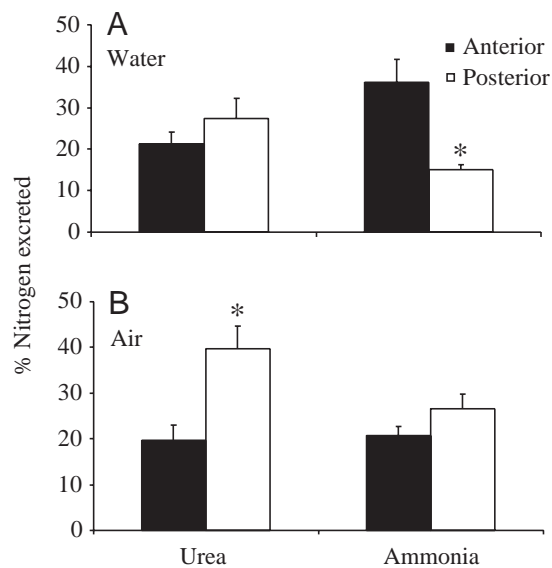 A
Water
50
40
30
20
10
0
Anterior
Posterior
*
% Nitrogen excreted
B
Air
50
40
30
20
10
0
*
Urea
Ammonia